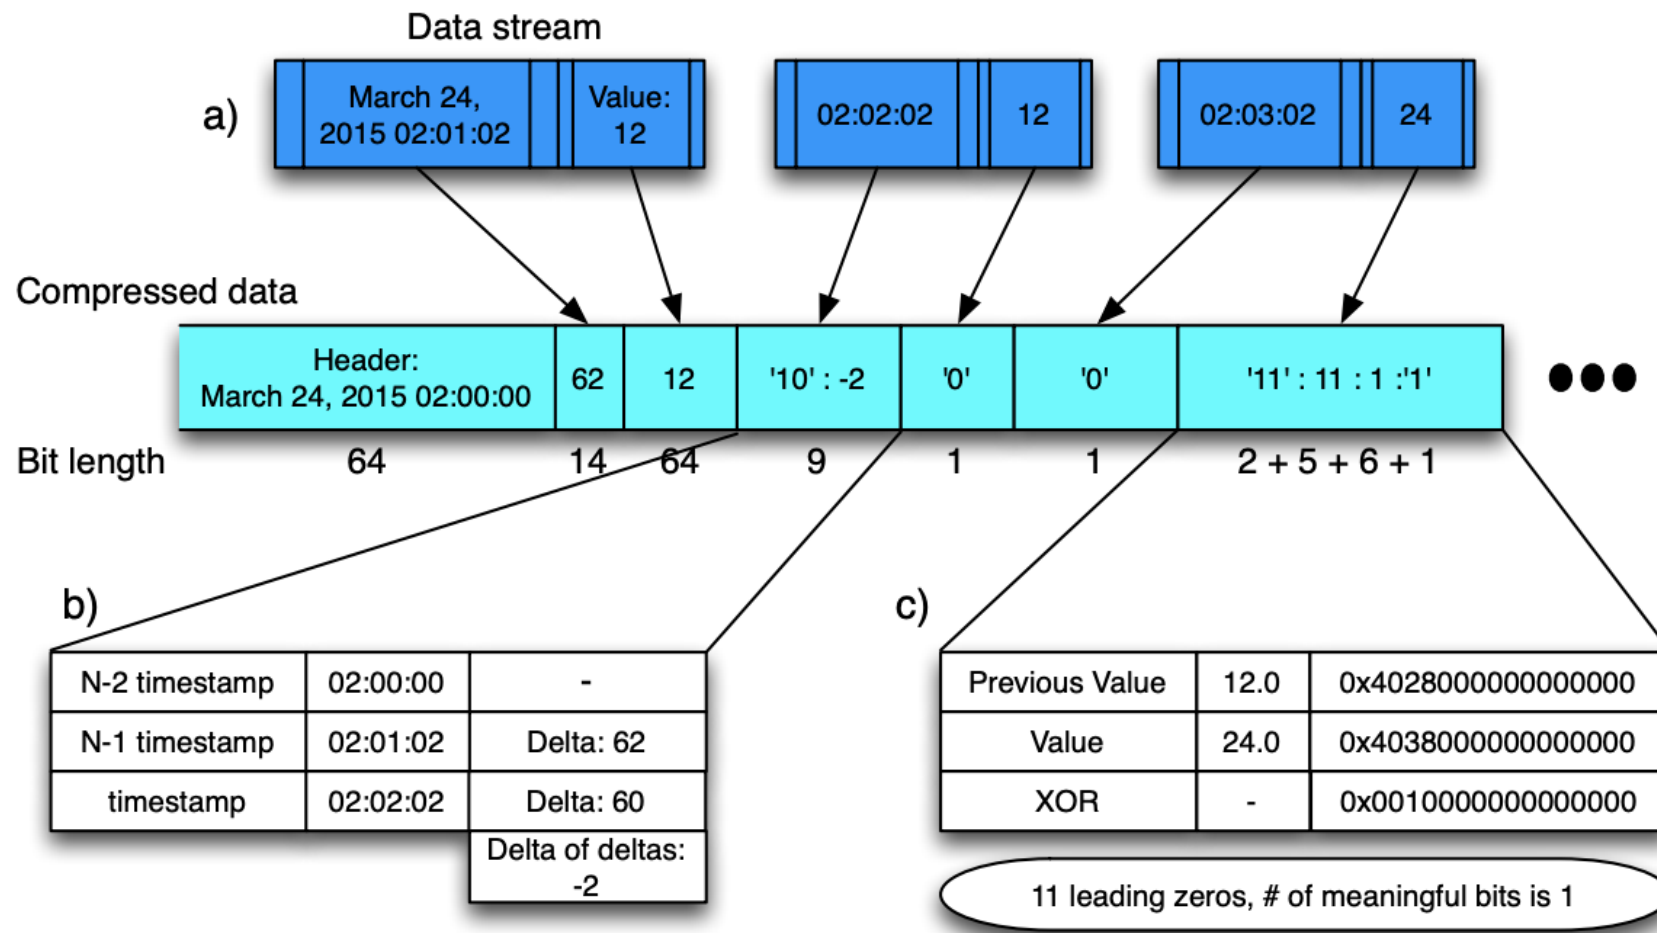 Data stream
a)
March 24,
2015 02:01:02
Value:
12
02:02:02
12
02:03:02
24
Compressed data
Header:
March 24, 2015 02:00:00
62
12
'10' : -2
'0'
'0'
'11' : 11 : 1 :'1'
Bit length
64
14
64
9
1
1
2 + 5 + 6 + 1
b)
N-2 timestamp 02:00:00 -
N-1 timestamp 02:01:02 Delta: 62
timestamp 02:02:02 Delta: 60
Delta of deltas:
-2
c)
Previous Value 12.0 0x4028000000000000
Value 24.0 0x4038000000000000
XOR - 0x0010000000000000
11 leading zeros, # of meaningful bits is 1